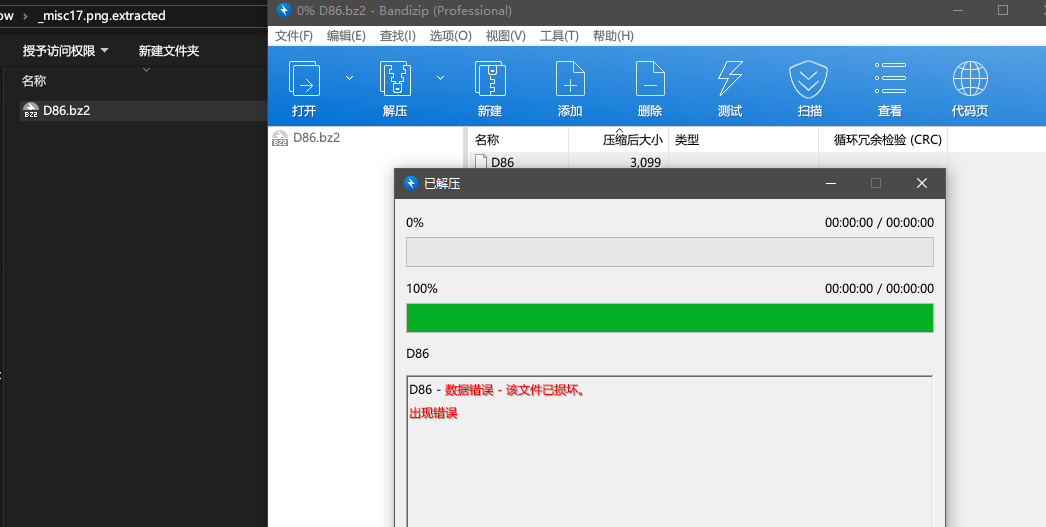 ow › _misc17.png.extracted
授予访问权限 新建文件夹
名称
D86.bz2
0% D86.bz2 - Bandizip (Professional)
文件(F) 编辑(E) 查找(I) 选项(O) 视图(V) 工具(T) 帮助(H)
打开 解压 新建 添加 删除 测试 扫描 查看 代码页
D86.bz2
名称 压缩后大小 类型 循环冗余检验 (CRC)
D86 3,099
已解压
0% 00:00:00 / 00:00:00
100% 00:00:00 / 00:00:00
D86
D86 - 数据错误 - 该文件已损坏。
出现错误